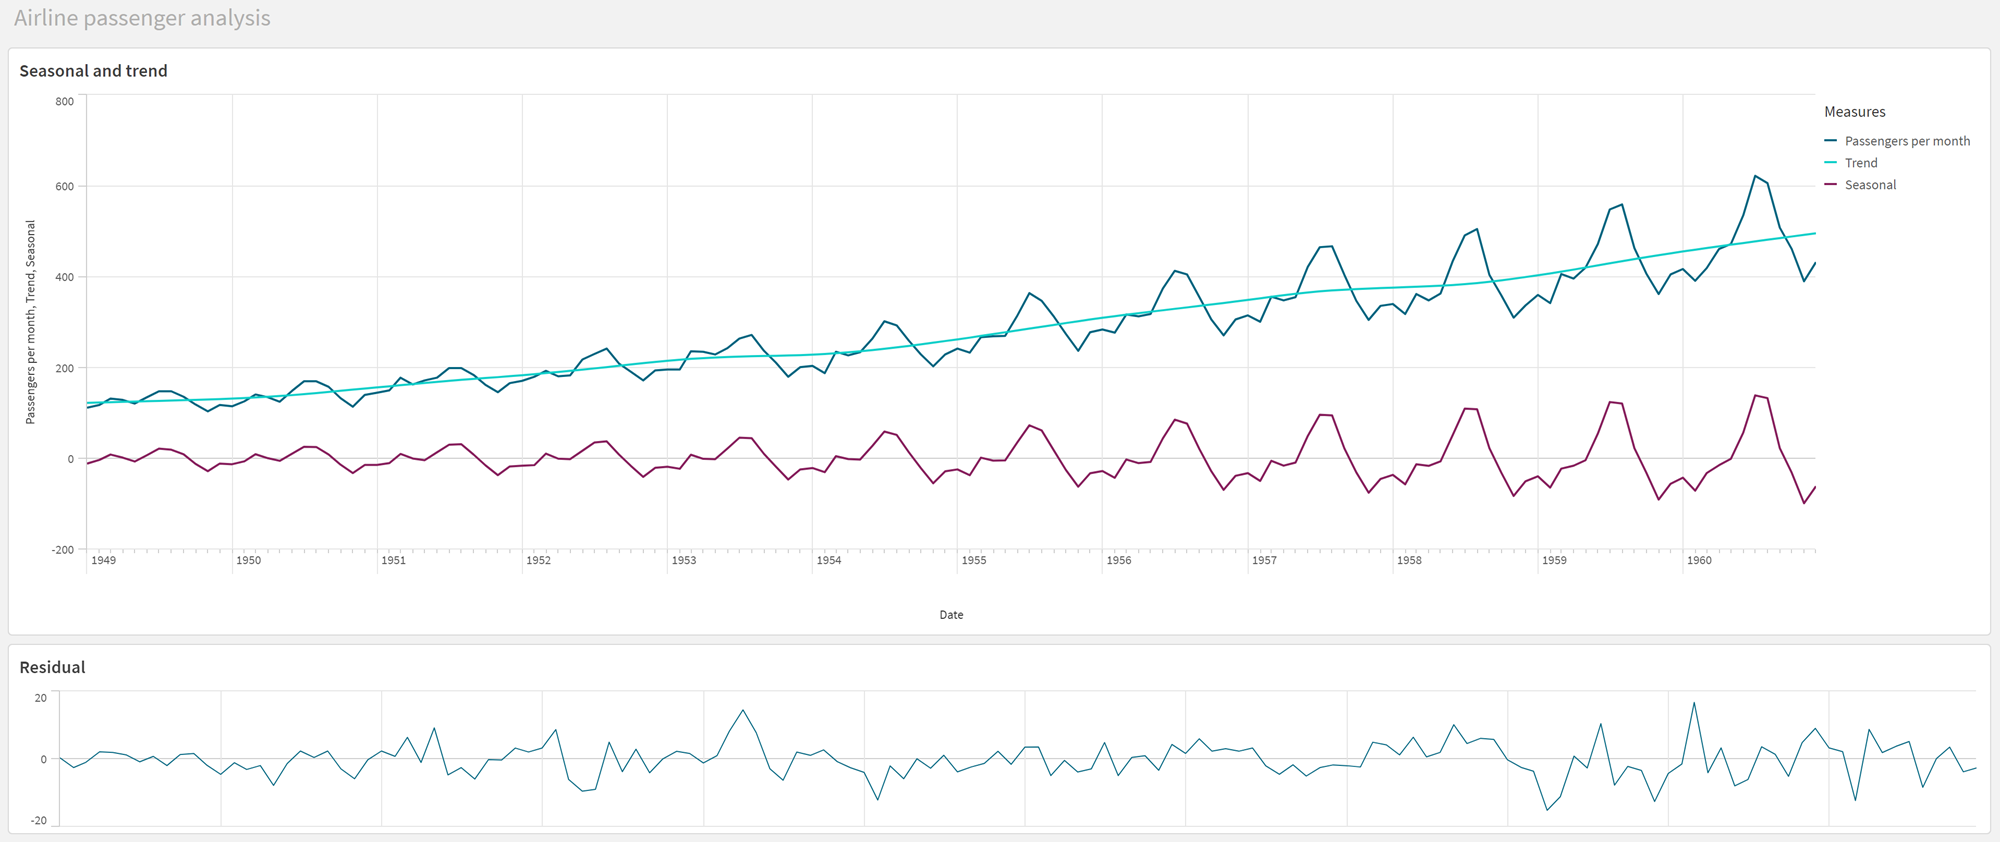 Airline passenger analysis
Seasonal and trend
Passengers per month, Trend, Seasonal
800
600
400
200
0
-200
1949 1950 1951 1952 1953 1954 1955 1956 1957 1958 1959 1960
Date
Measures
Passengers per month
Trend
Seasonal
Residual
20
0
-20